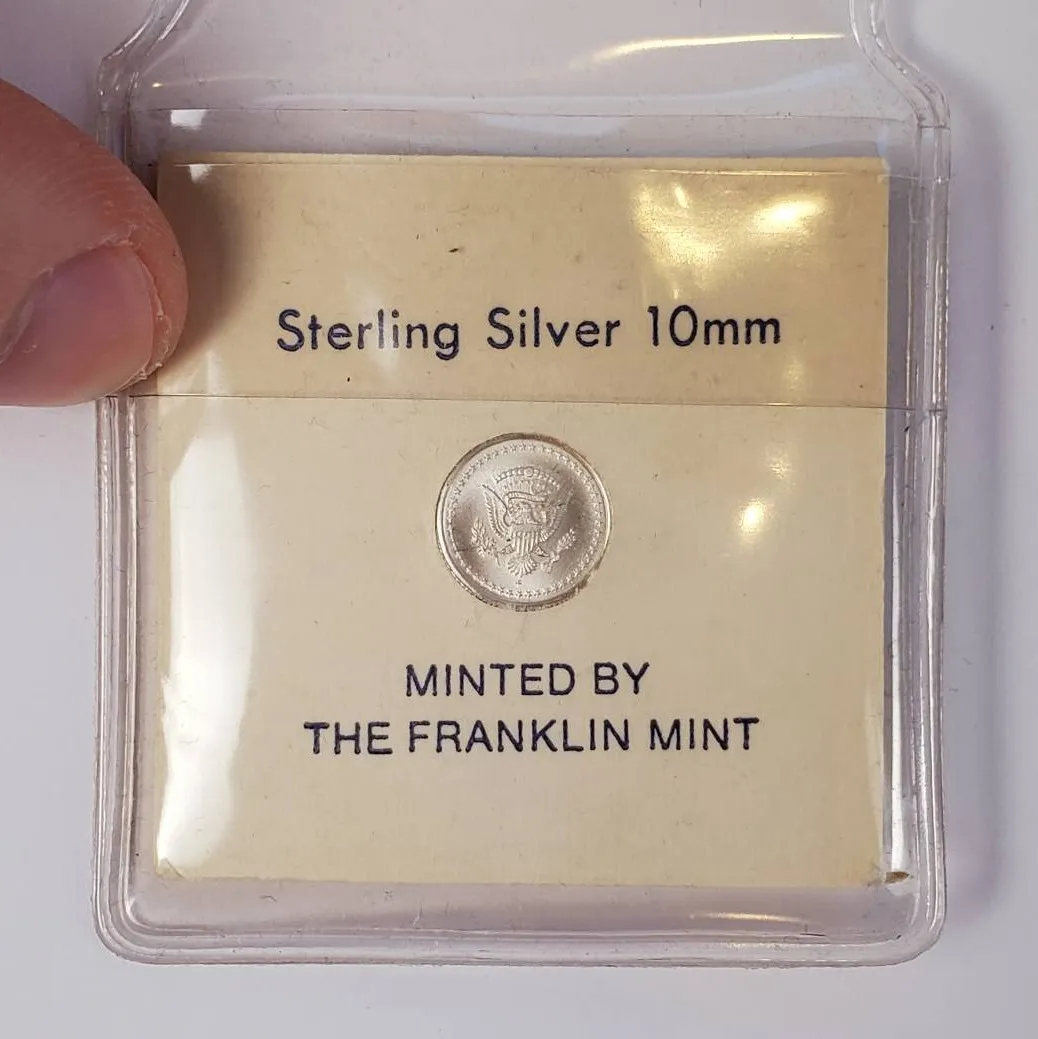 Sterling Silver 10mm
MINTED BY
THE FRANKLIN MINT